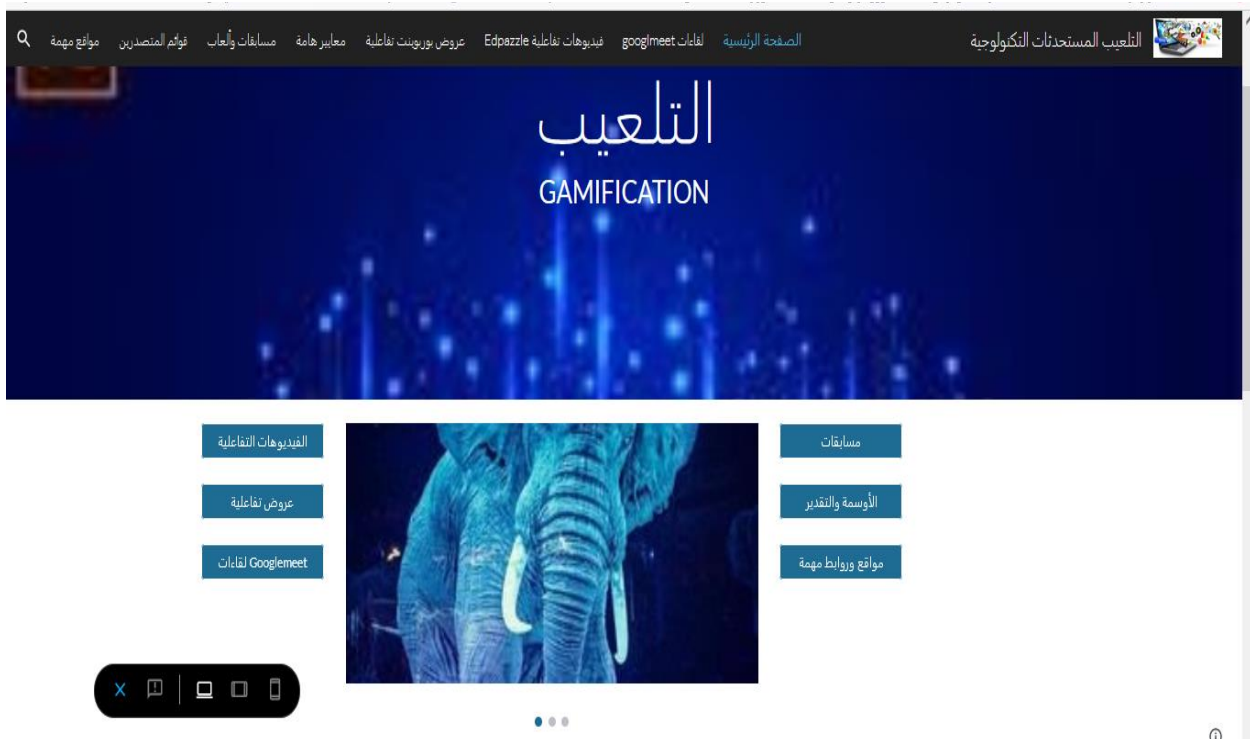 التلعيب المستحدثات التكنولوجية
الصفحة الرئيسية لقاءات googlmeet فيديوهات تفاعلية Edpazzle عروض بوربوينت تفاعلية معايير هامة مسابقات وألعاب قوائم المتصدرين مواقع مهمة
التلعيب
GAMIFICATION
مسابقات
الأوسمة والتقدير
مواقع وروابط مهمة
الفيديوهات التفاعلية
عروض تفاعلية
Googlemeet لقاءات